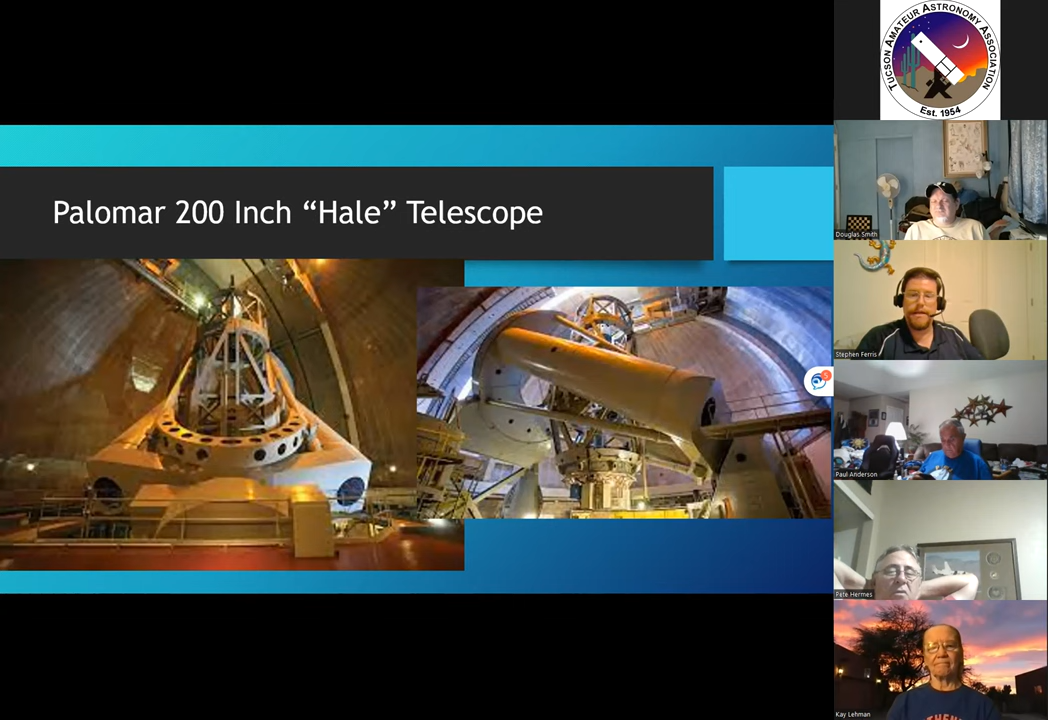 Palomar 200 Inch “Hale” Telescope
TUCSON AMATEUR ASTRONOMY ASSOCIATION
Est. 1954
Douglas Smith
Stephen Ferris
Paul Anderson
Pete Hermes
Kay Lehman